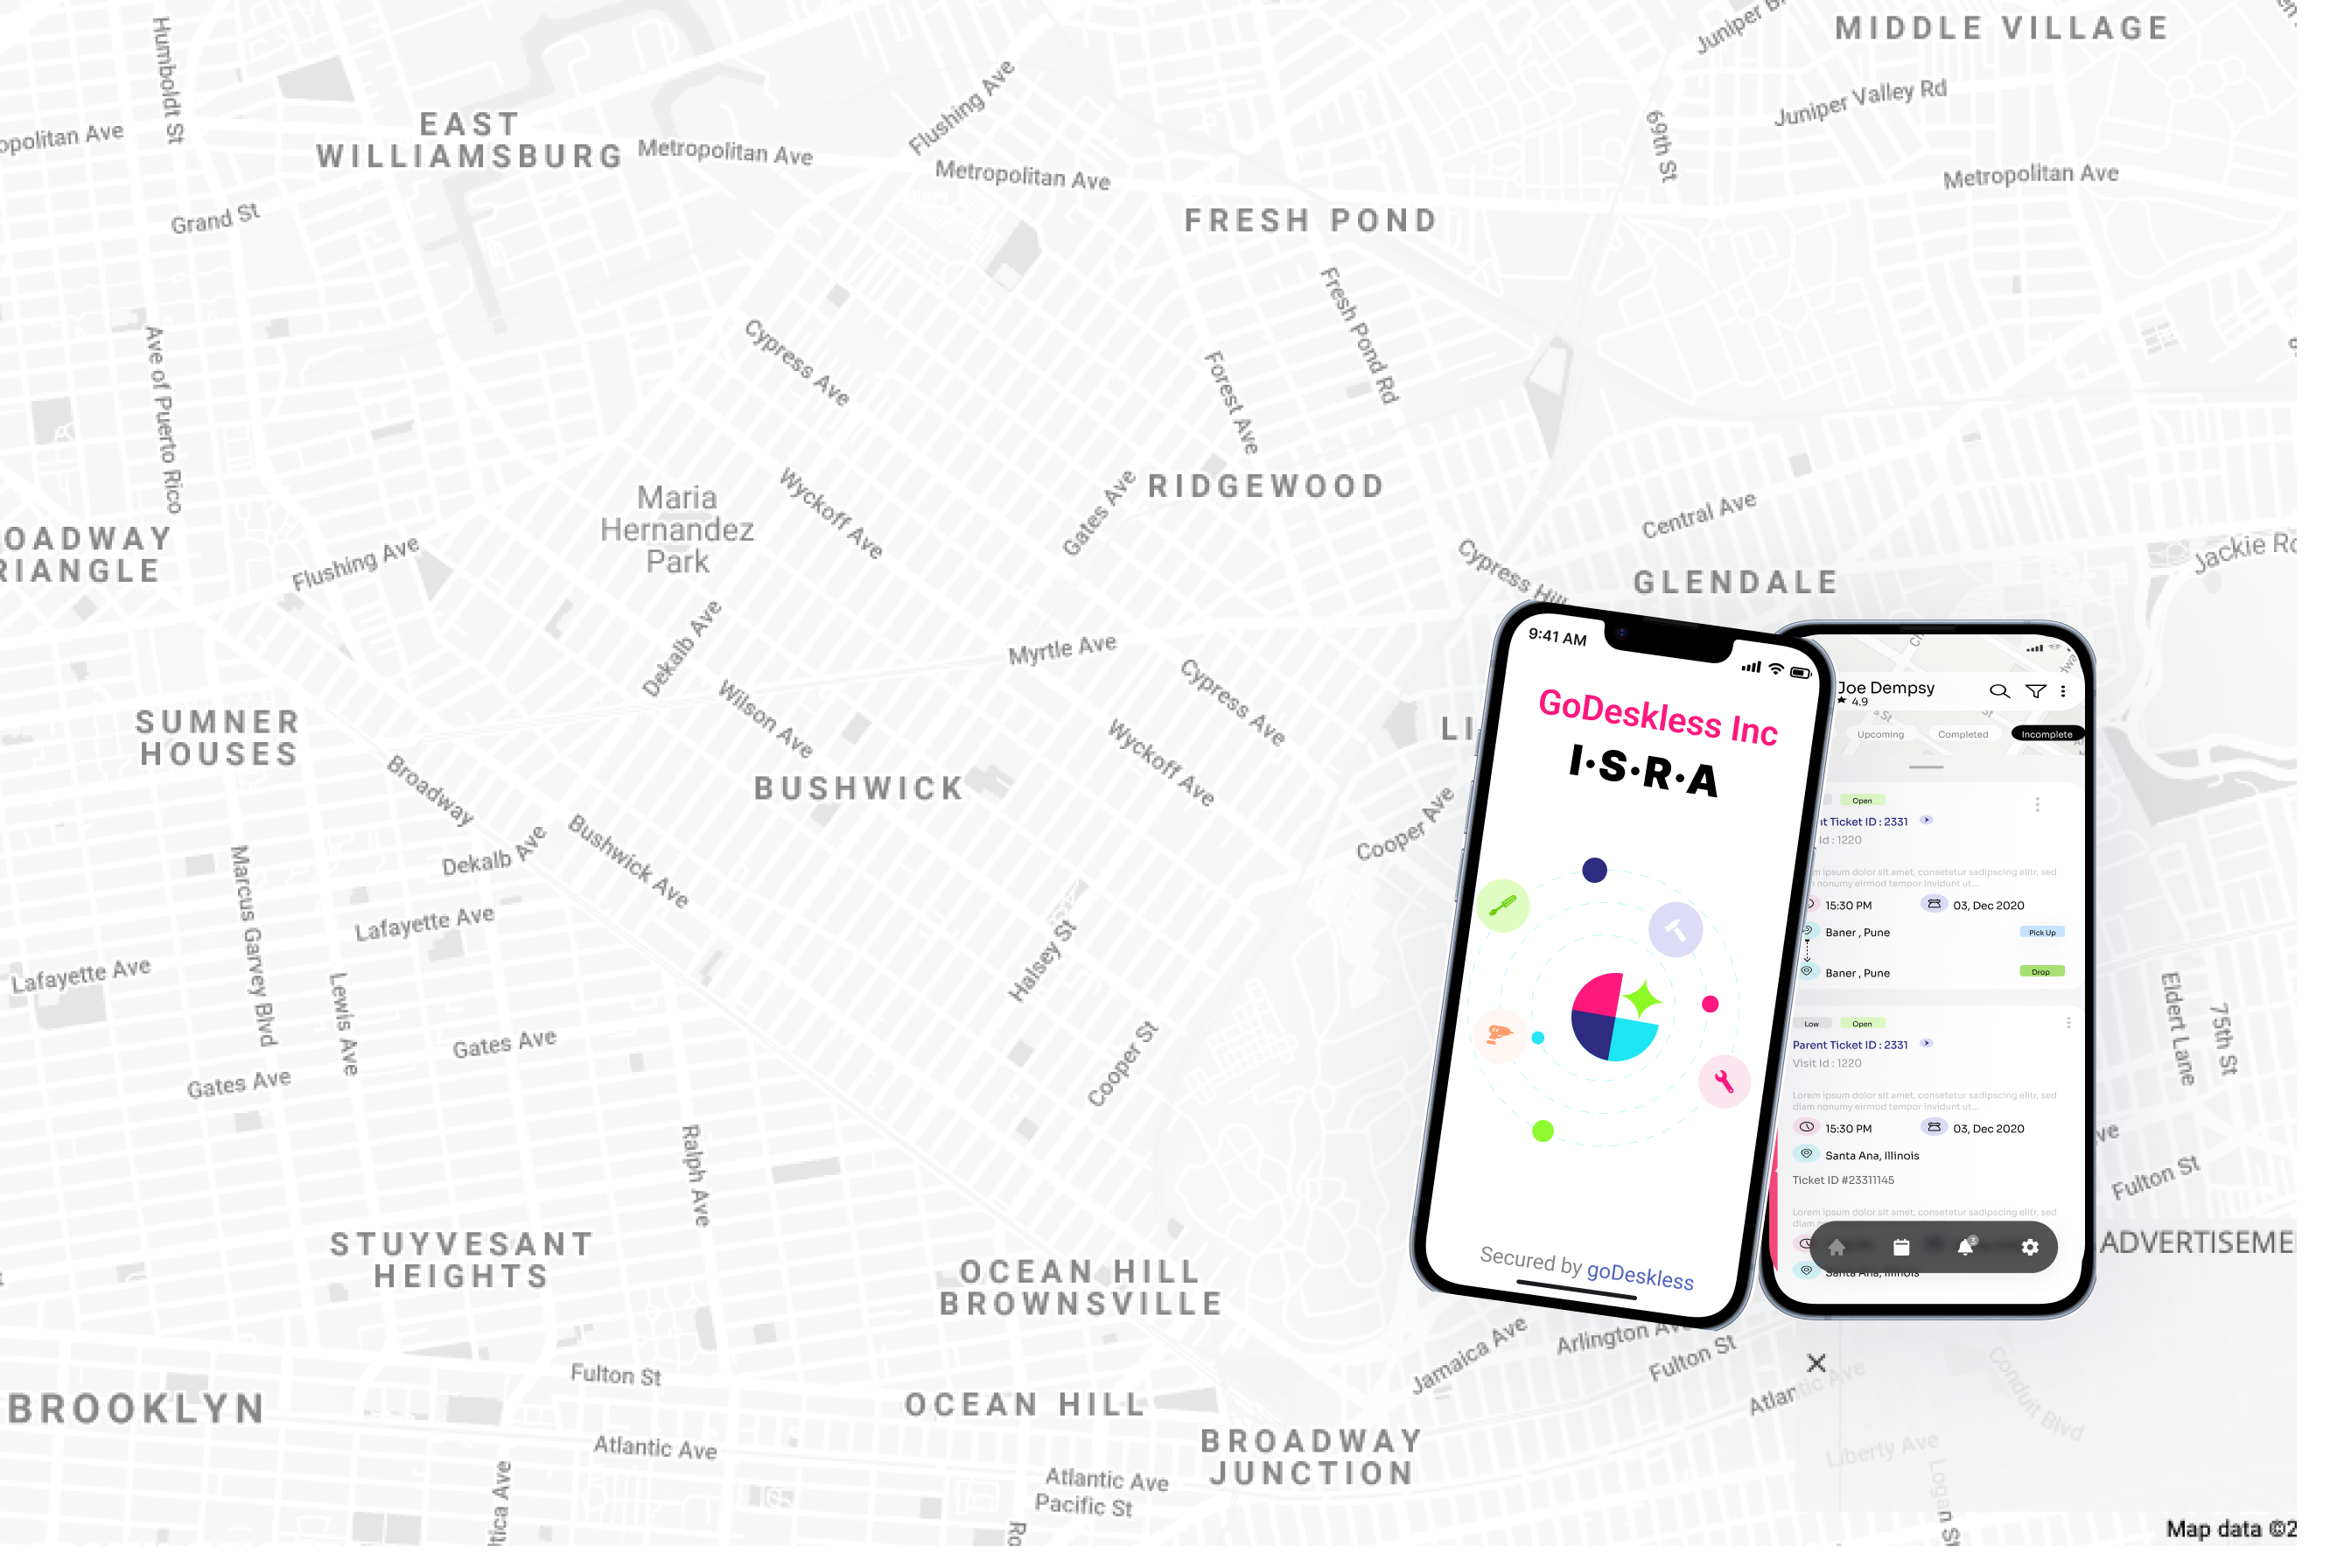 MIDDLE VILLAGE
Humboldt St
Juniper Valley Rd
EAST
WILLIAMSBURG
Flushing Ave
69th St
Metropolitan Ave
Metropolitan Ave
Metropolitan Ave
Grand St
FRESH POND
Fresh Pond Rd
Cypress Ave
Ave of Puerto Rico
Forest Ave
Maria
Hernandez
Park
Wyckoff Ave
Gates Ave
RIDGEWOOD
Central Ave
Flushing Ave
GLENDALE
Dekalb Ave
Myrtle Ave
Wilson Ave
Cypress Ave
SUMNER
HOUSES
Wyckoff Ave
Broadway
BUSHWICK
Cooper Ave
Dekalb Ave
Bushwick Ave
Marcus Garvey Blvd
Lafayette Ave
Lafayette Ave
Lewis Ave
Halsey St
Gates Ave
Gates Ave
Cooper St
Ralph Ave
Eldert Lane
75th St
Fulton St
STUYVESANT
HEIGHTS
OCEAN HILL
BROWNSVILLE
Fulton St
BROOKLYN
OCEAN HILL
Atlantic Ave
BROADWAY
JUNCTION
Atlantic Ave
Pacific St
Jamaica Ave
Arlington Av
Fulton St
Atlantic Ave
Conduit Blvd
Liberty Ave
Logan St
ADVERTISEME
Map data ©2
9:41 AM
GoDeskless Inc
I·S·R·A
Secured by goDeskless
Joe Dempsy
★ 4.9
Upcoming Completed Incomplete
Open
nt Ticket ID : 2331
Id : 1220
m Ipsum dolor sit amet, consetetur sadipscing elitr, sed
nonumy eirmod tempor invidunt ut...
15:30 PM 03, Dec 2020
Baner , Pune Pick Up
Baner , Pune Drop
Low Open
Parent Ticket ID : 2331
Visit Id : 1220
Lorem Ipsum dolor sit amet, consetetur sadipscing elitr, sed
diam nonumy eirmod tempor invidunt ut...
15:30 PM 03, Dec 2020
Santa Ana, Illinois
Ticket ID #23311145
Lorem Ipsum dolor sit amet, consetetur sadipscing elitr, sed
diam
3
Santa Ana, Illinois